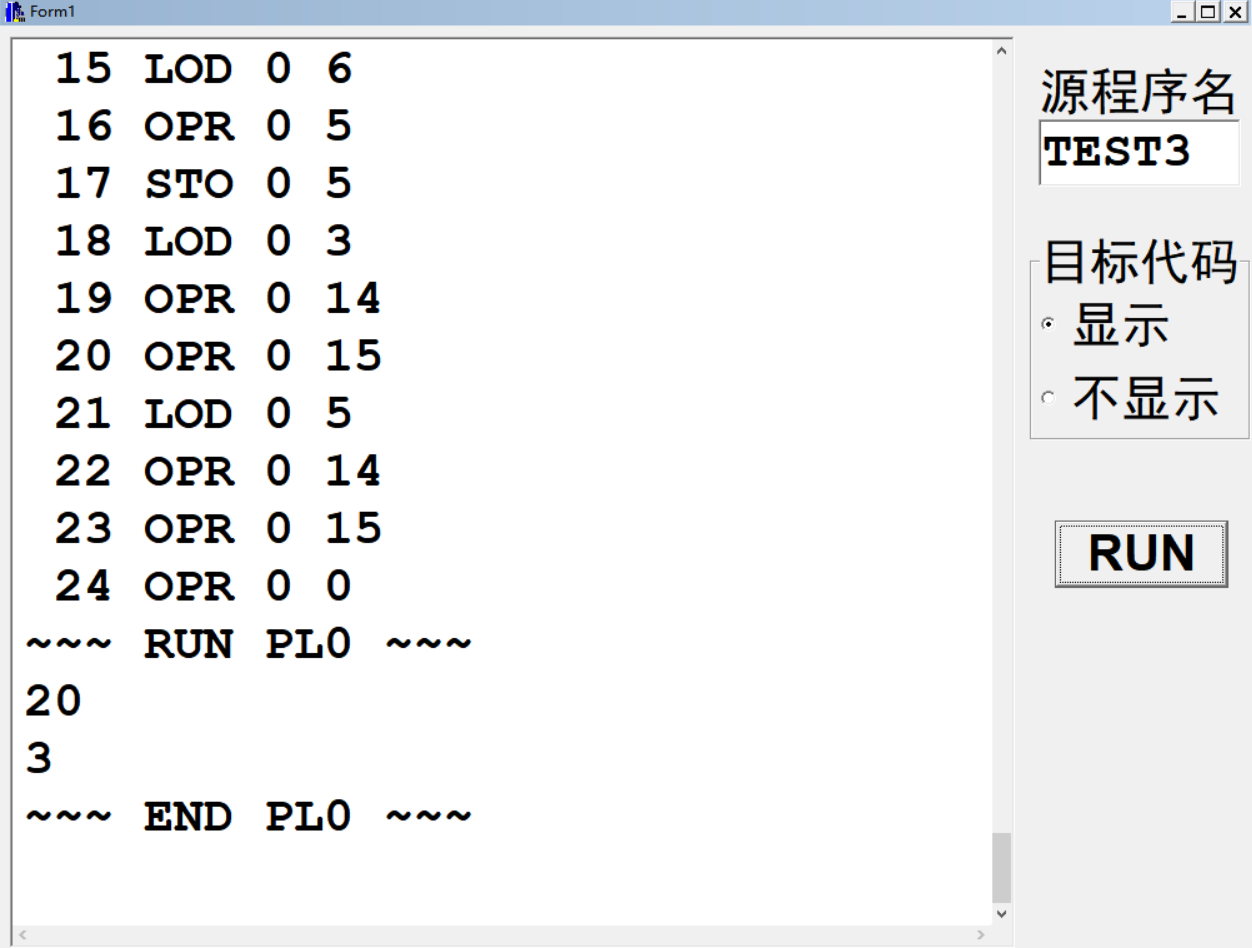 Form1
15 LOD 0 6
16 OPR 0 5
17 STO 0 5
18 LOD 0 3
19 OPR 0 14
20 OPR 0 15
21 LOD 0 5
22 OPR 0 14
23 OPR 0 15
24 OPR 0 0
~~~ RUN PL0 ~~~
20
3
~~~ END PL0 ~~~
源程序名
TEST3
目标代码
显示
不显示
RUN